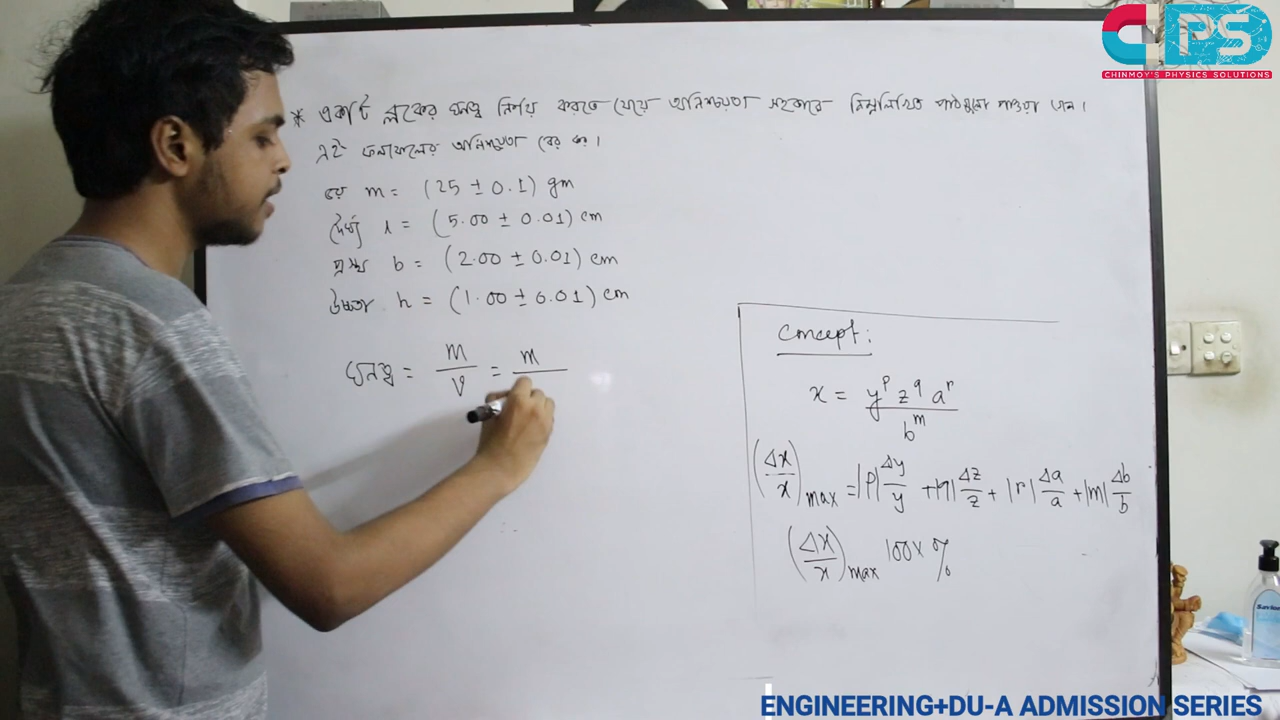 CPS
CHINMOY'S PHYSICS SOLUTIONS
* একটি ব্লকের ঘনত্ব নির্ণয় করতে যেয়ে অনিশ্চয়তা সহকারে নিম্নলিখিত পাঠগুলো পাওয়া গেল।
এই ফলাফলের অনিশ্চয়তা বের কর।
ভর m = (25 ± 0.1) gm
দৈর্ঘ্য l = (5.00 ± 0.01) cm
প্রস্থ b = (2.00 ± 0.01) cm
উচ্চতা h = (1.00 ± 0.01) cm
ঘনত্ব = m/V = m/
Concept:
x = y^p z^q a^r / b^m
(Δx/x)max = |p| Δy/y + |q| Δz/z + |r| Δa/a + |m| Δb/b
(Δx/x)max 100× %
ENGINEERING+DU-A ADMISSION SERIES